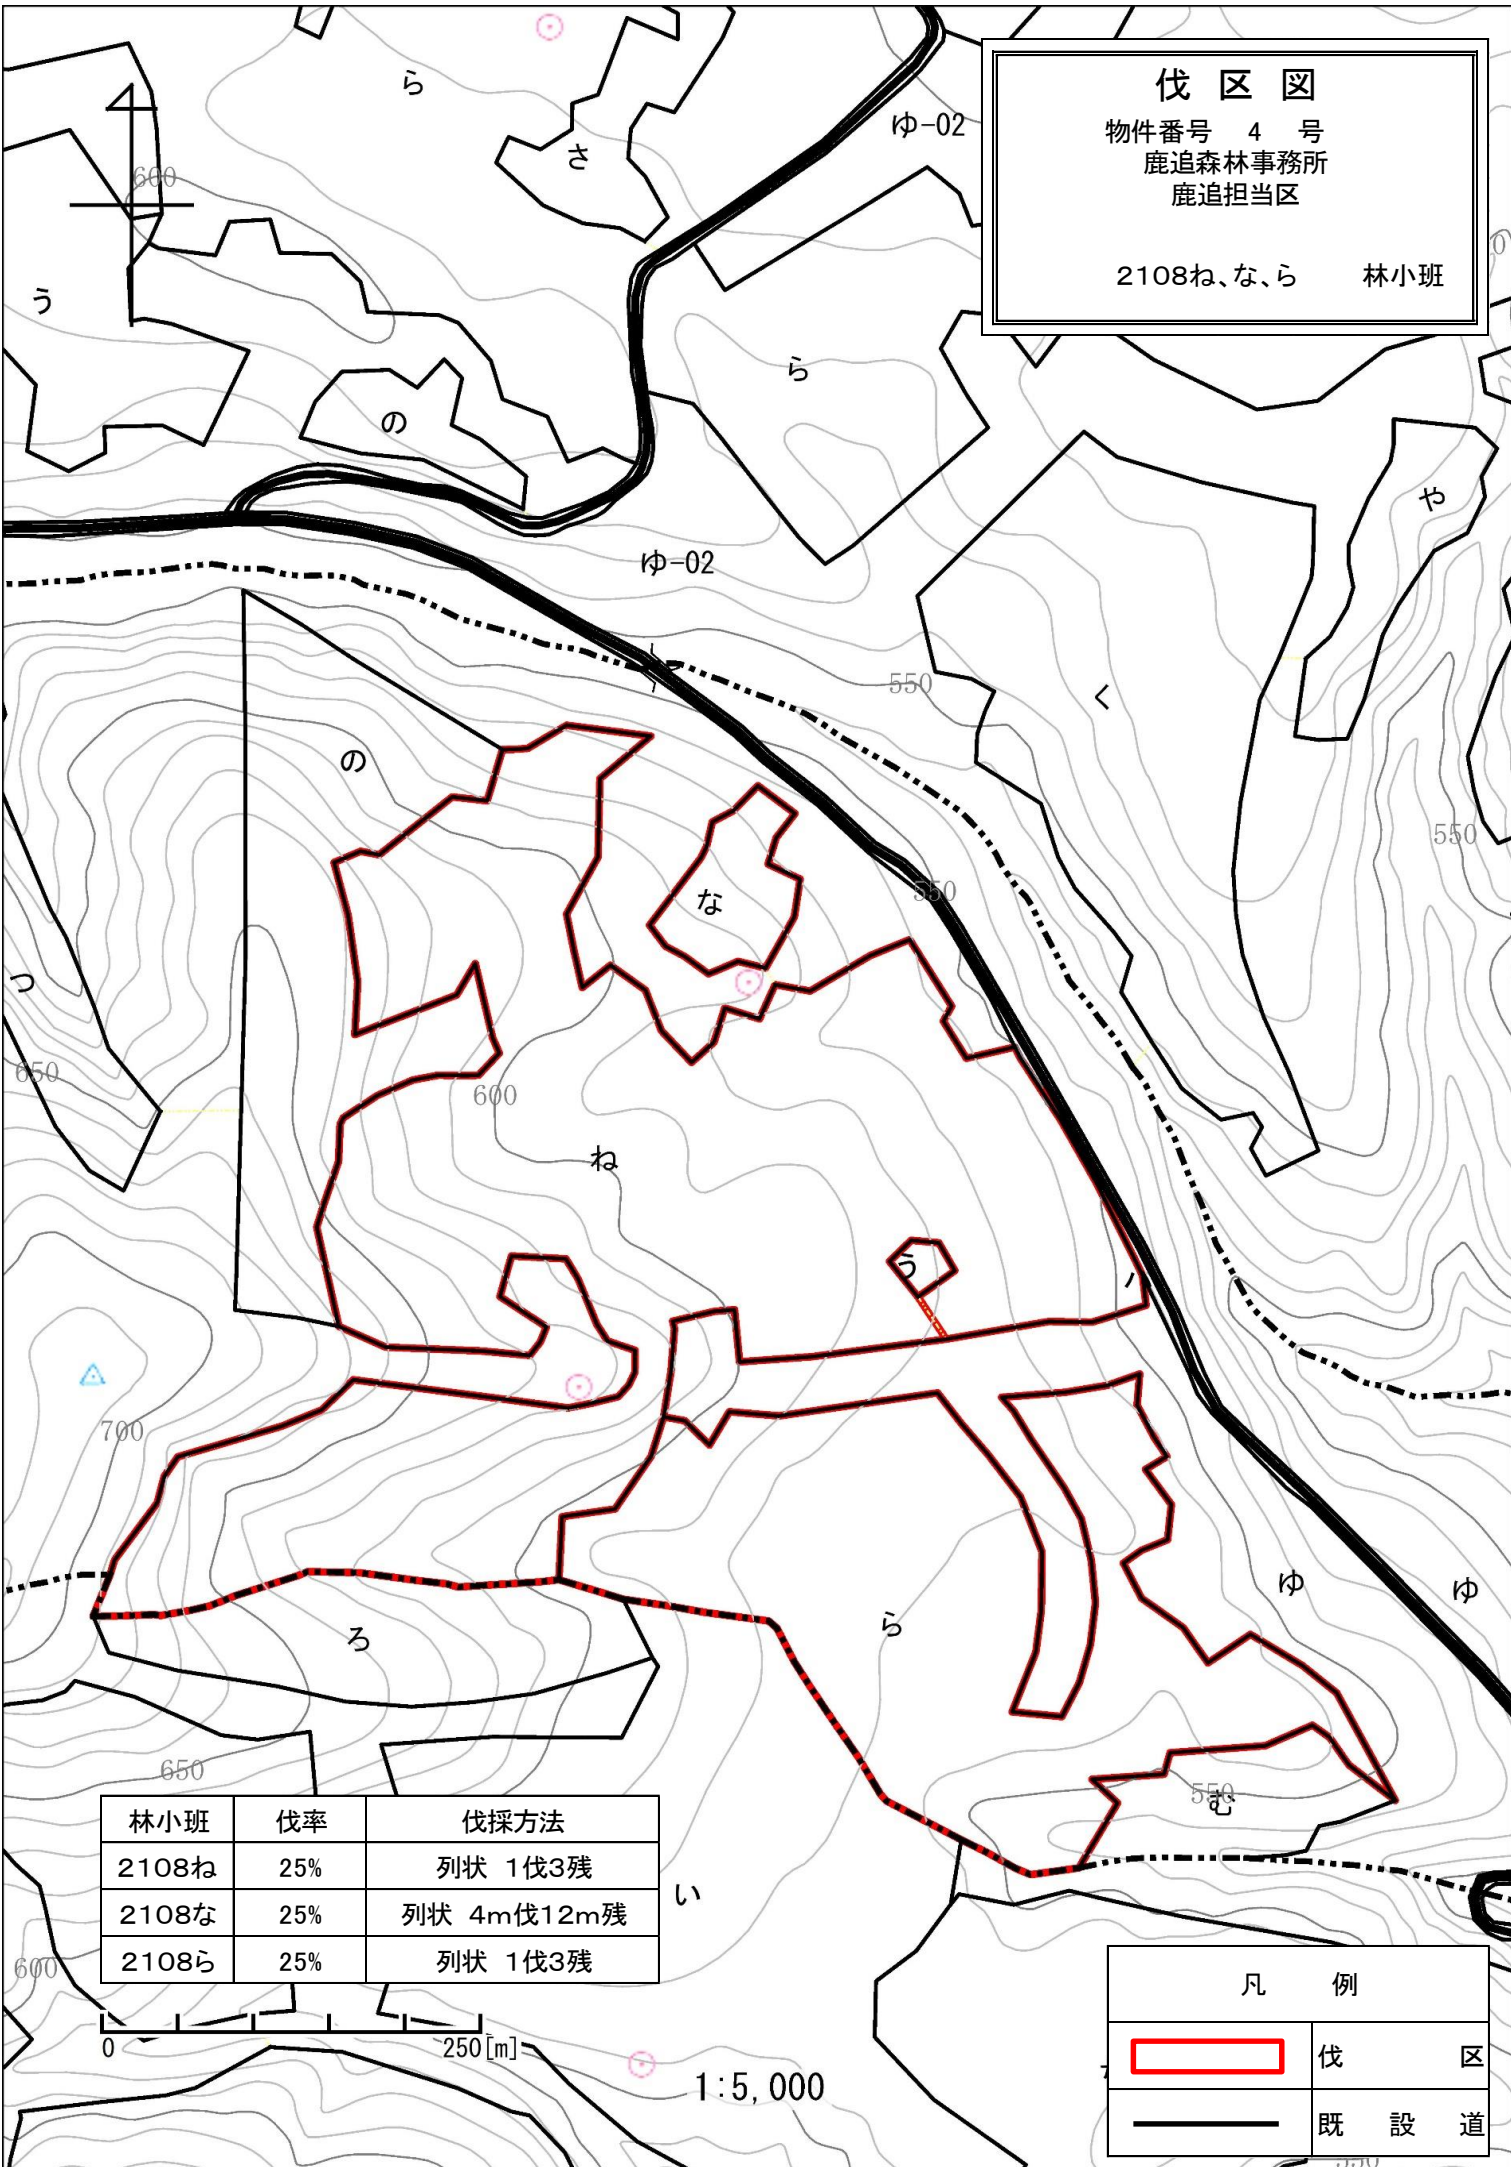 伐区図
物件番号 4 号
鹿追森林事務所
鹿追担当区
2108ね、な、ら 林小班
ら
ゆ-02
さ
600
う
ら
の
や
ゆ-02
550
く
の
550
な
550
つ
650
600
ね
う
700
ゆ
ゆ
ら
ろ
650
550
む
林小班 伐率 伐採方法
2108ね 25% 列状 1伐3残
2108な 25% 列状 4m伐12m残
2108ら 25% 列状 1伐3残
い
600
0 250[m]
1:5,000
凡 例
伐 区
既 設 道